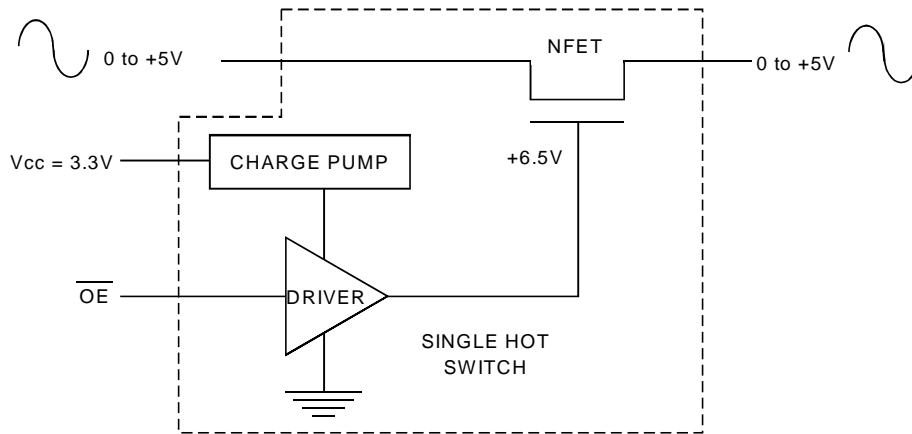 NFET
0 to +5V
0 to +5V
Vcc = 3.3V
CHARGE PUMP
+6.5V
OE
DRIVER
SINGLE HOT
SWITCH